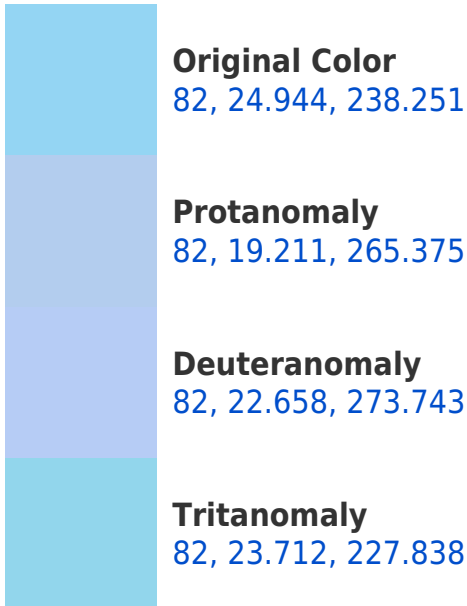 Original Color
82, 24.944, 238.251
Protanomaly
82, 19.211, 265.375
Deuteranomaly
82, 22.658, 273.743
Tritanomaly
82, 23.712, 227.838